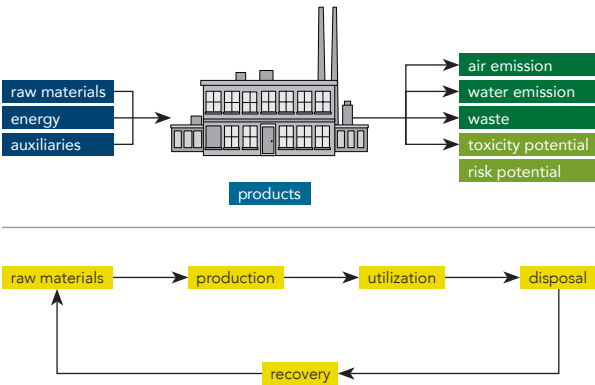 raw materials
energy
auxiliaries
air emission
water emission
waste
toxicity potential
risk potential
products
raw materials
production
utilization
disposal
recovery